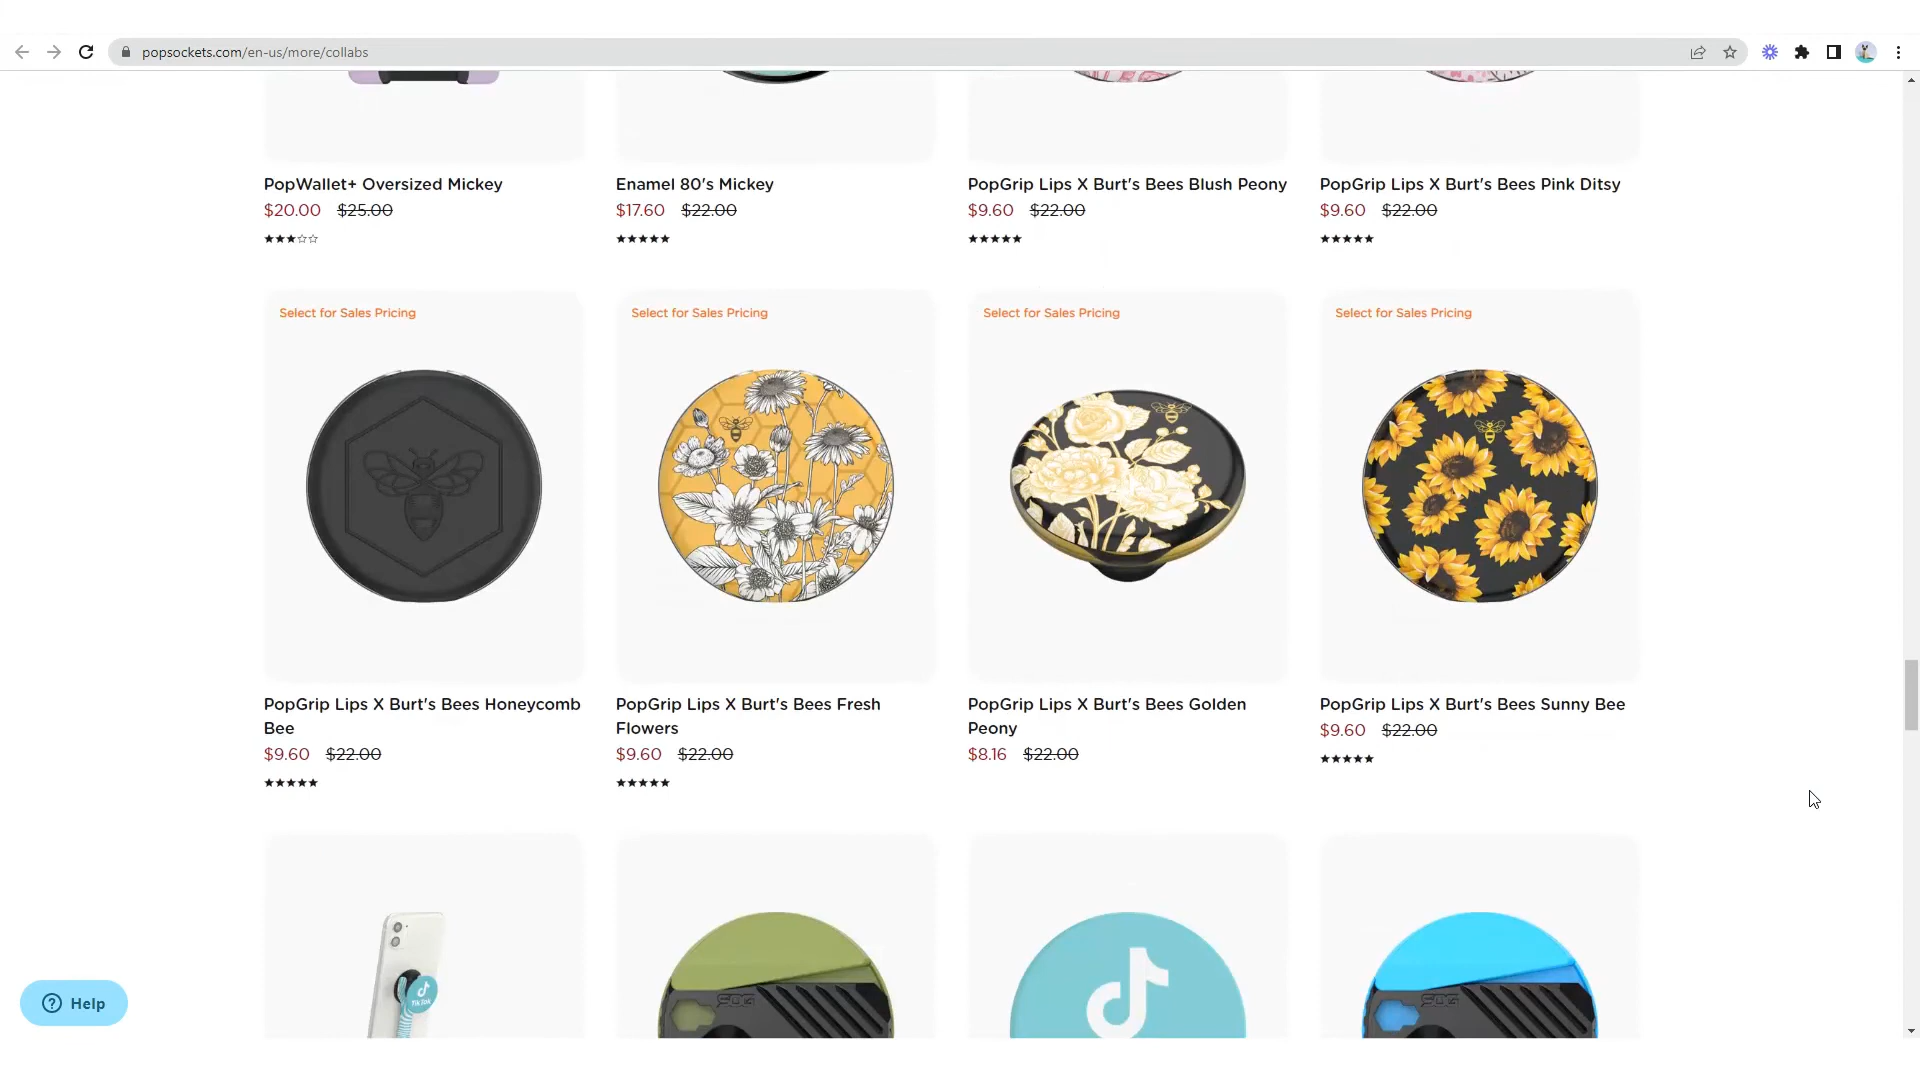 popsockets.com/en-us/more/collabs
PopWallet+ Oversized Mickey
$20.00 $25.00
Enamel 80's Mickey
$17.60 $22.00
PopGrip Lips X Burt's Bees Blush Peony
$9.60 $22.00
PopGrip Lips X Burt's Bees Pink Ditsy
$9.60 $22.00
Select for Sales Pricing
Select for Sales Pricing
Select for Sales Pricing
Select for Sales Pricing
PopGrip Lips X Burt's Bees Honeycomb
Bee
$9.60 $22.00
PopGrip Lips X Burt's Bees Fresh
Flowers
$9.60 $22.00
PopGrip Lips X Burt's Bees Golden
Peony
$8.16 $22.00
PopGrip Lips X Burt's Bees Sunny Bee
$9.60 $22.00
TikTok
SOG
SOG
? Help